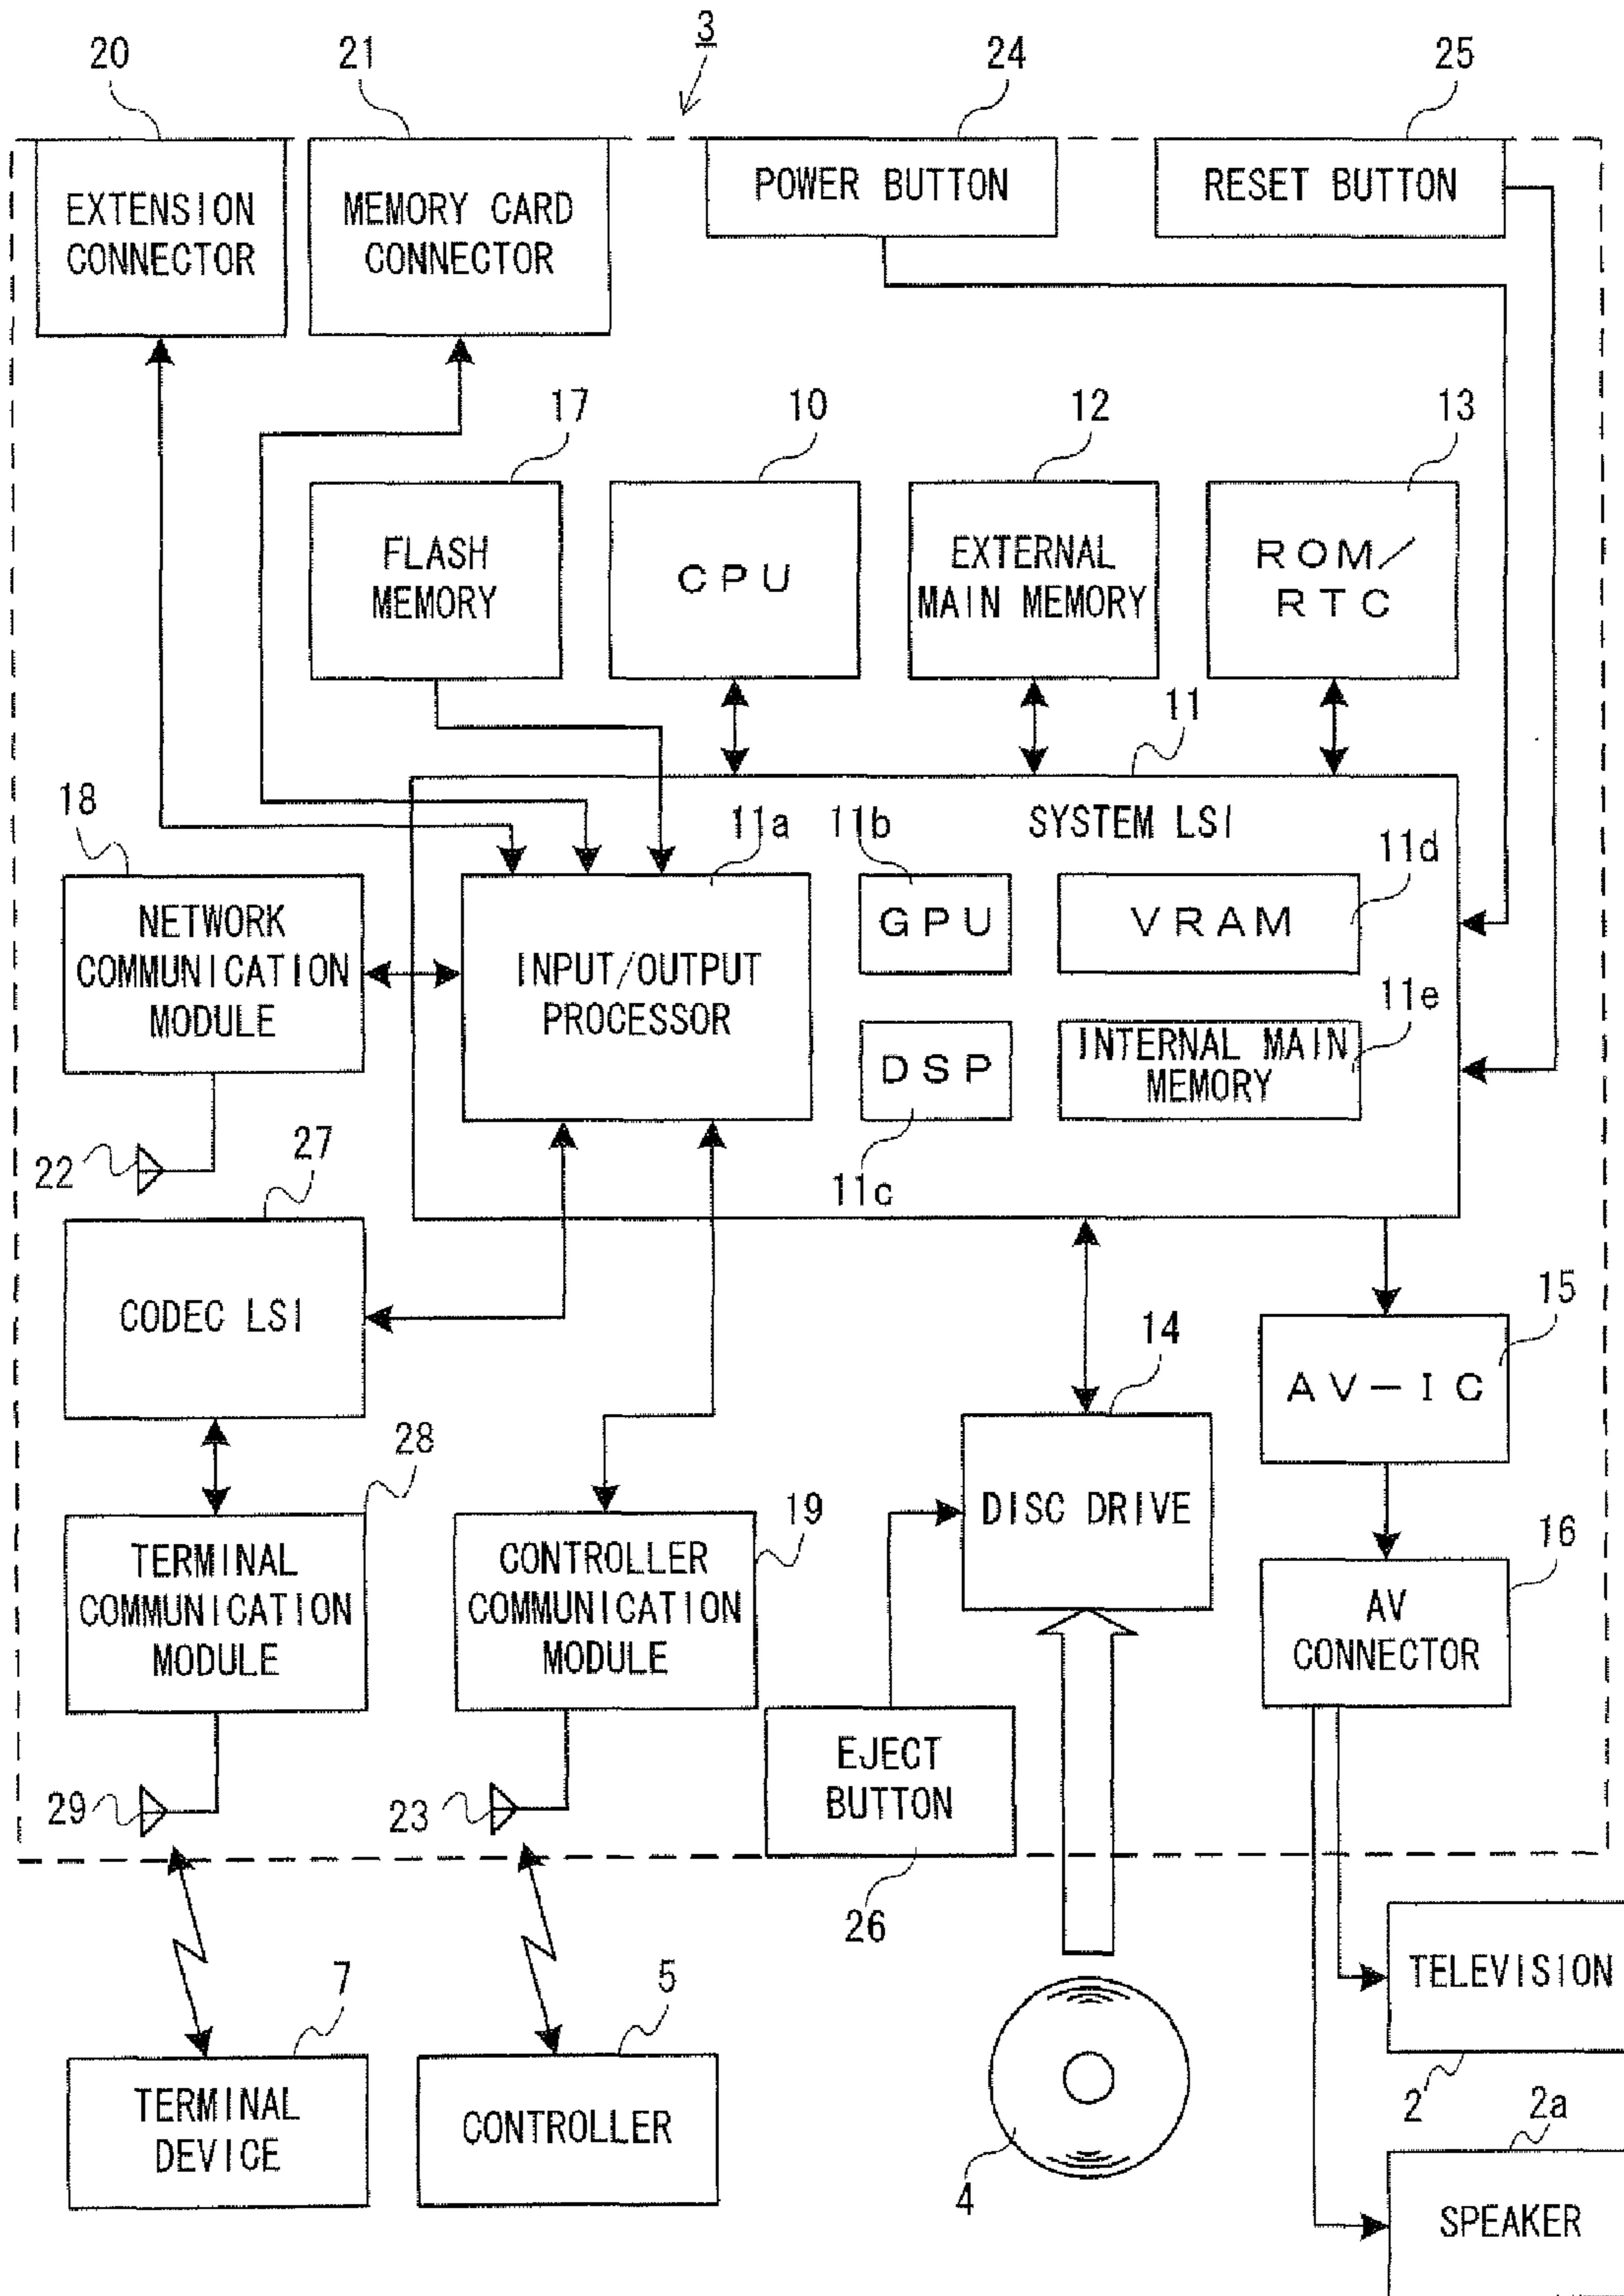 3
20
21
24
25
EXTENSION
CONNECTOR
MEMORY CARD
CONNECTOR
POWER BUTTON
RESET BUTTON
17
10
12
13
FLASH
MEMORY
CPU
EXTERNAL
MAIN MEMORY
ROM/
RTC
11
18
11a
11b
SYSTEM LSI
11d
NETWORK
COMMUNICATION
MODULE
INPUT/OUTPUT
PROCESSOR
GPU
VRAM
11e
DSP
INTERNAL MAIN
MEMORY
22
27
11c
CODEC LSI
15
14
AV-IC
28
19
DISC DRIVE
16
TERMINAL
COMMUNICATION
MODULE
CONTROLLER
COMMUNICATION
MODULE
AV
CONNECTOR
EJECT
BUTTON
29
23
26
7
5
TELEVISION
2
TERMINAL
DEVICE
CONTROLLER
4
2a
SPEAKER